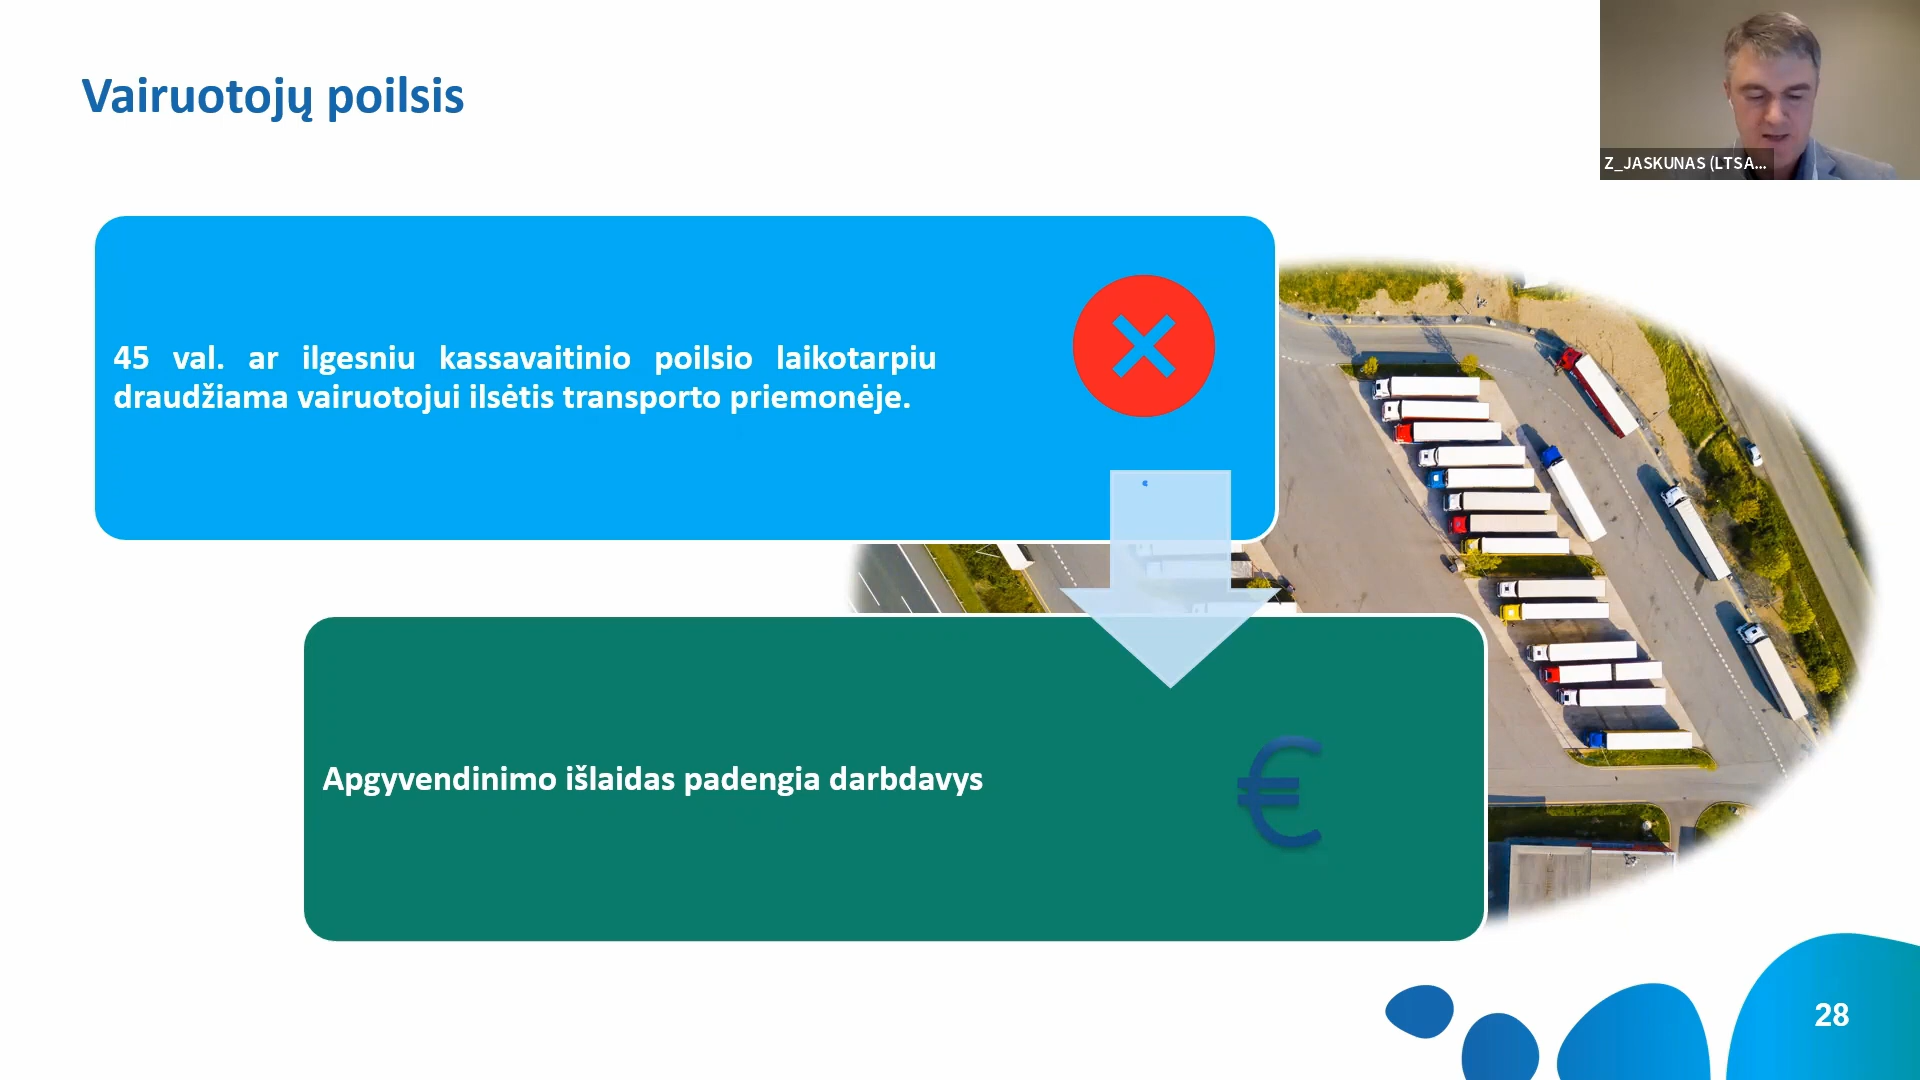 Vairuotojų poilsis
Z_JASKUNAS (LTSA...
45 val. ar ilgesniu kassavaitinio poilsio laikotarpiu
draudžiama vairuotojui ilsėtis transporto priemonėje.
Apgyvendinimo išlaidas padengia darbdavys
€
28